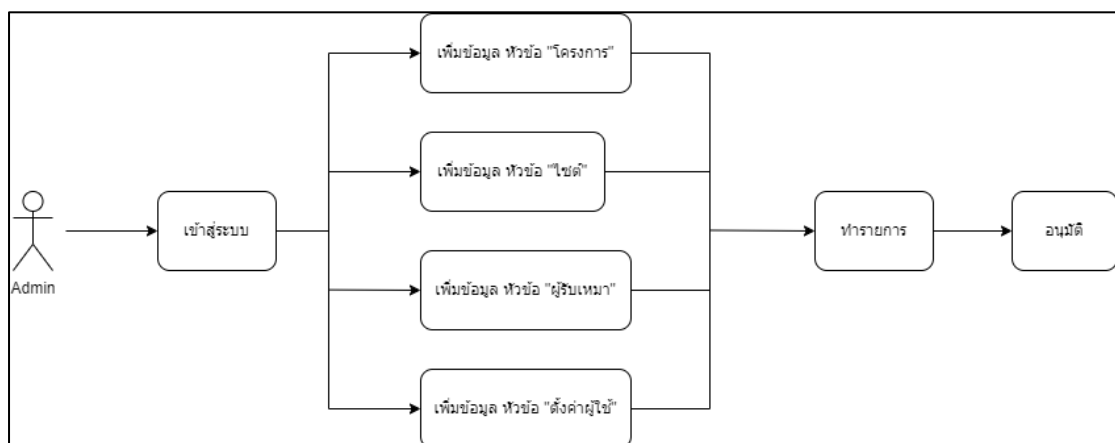 เพิ่มข้อมูล หัวข้อ "โครงการ"
เพิ่มข้อมูล หัวข้อ "ไซต์"
Admin
เข้าสู่ระบบ
ทำรายการ
อนุมัติ
เพิ่มข้อมูล หัวข้อ "ผู้รับเหมา"
เพิ่มข้อมูล หัวข้อ "ตั้งค่าผู้ใช้"